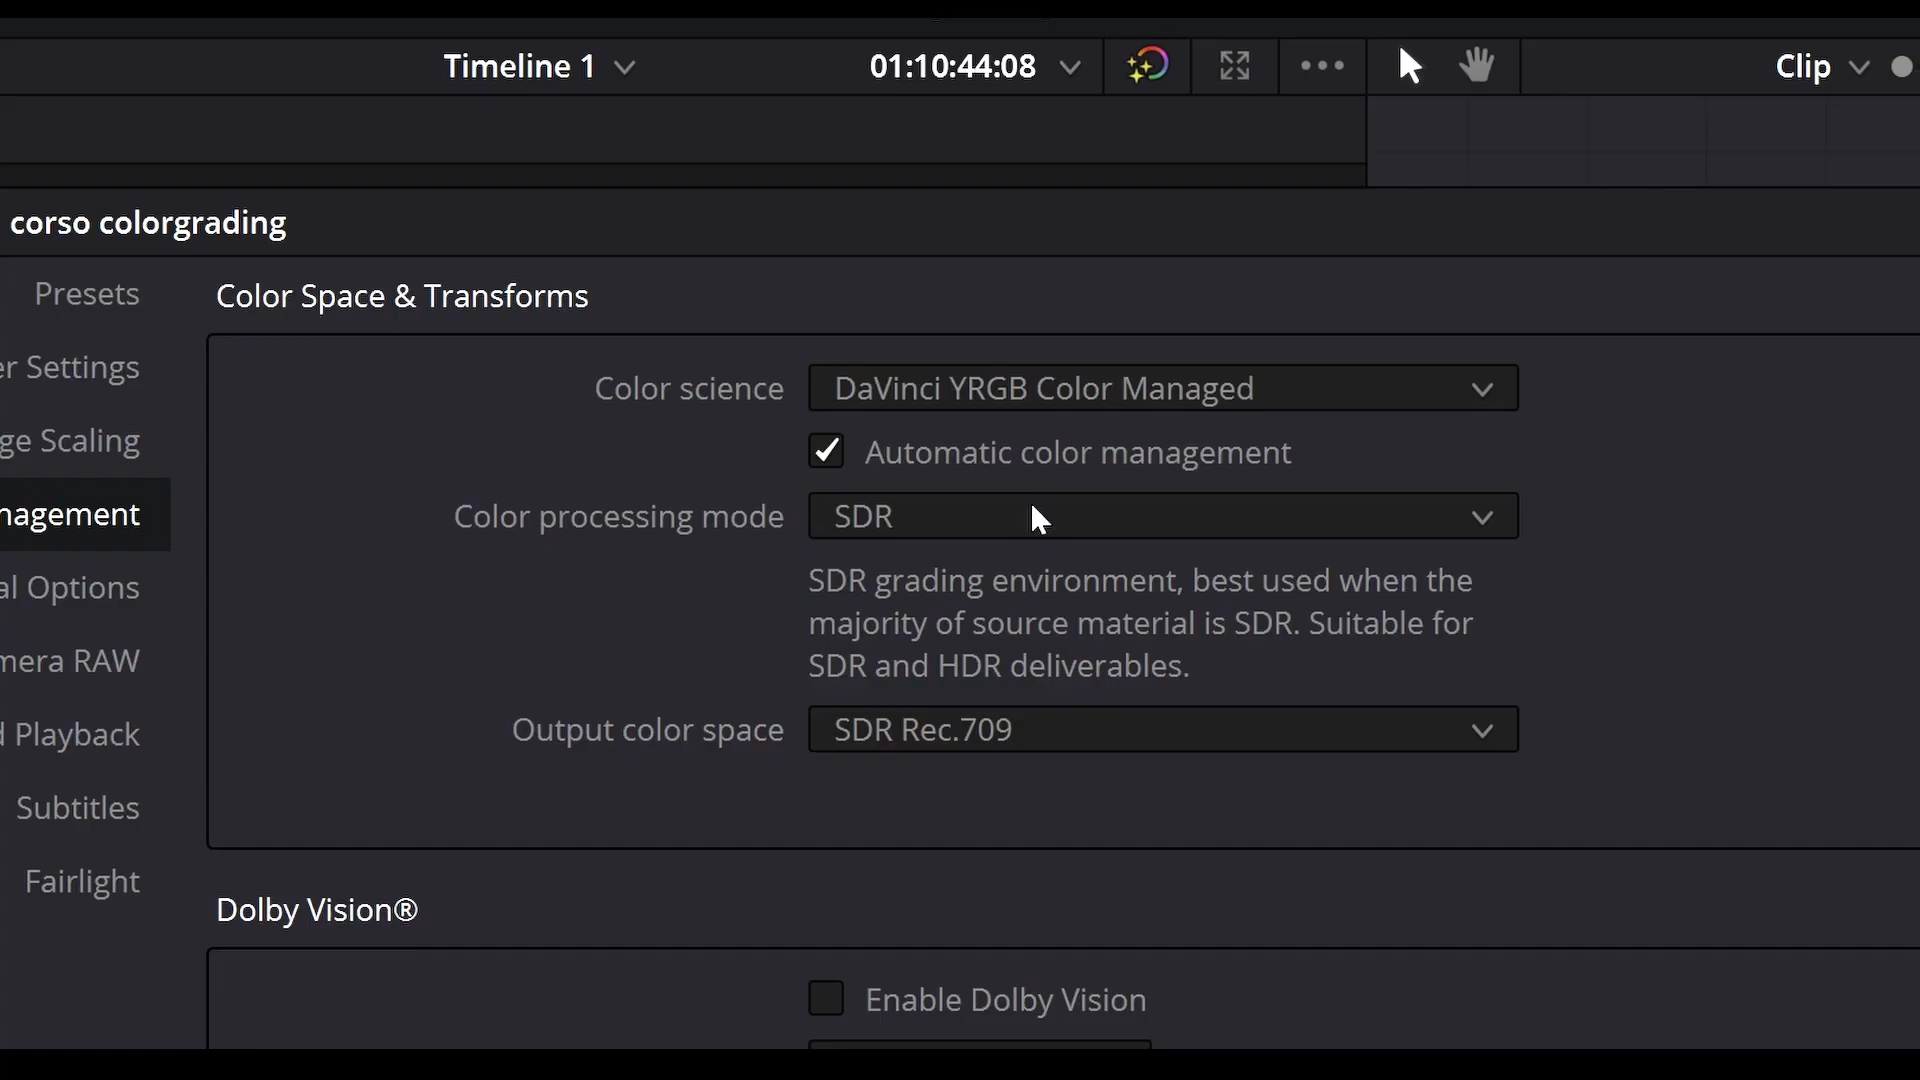 Timeline 1
01:10:44:08
Clip
corso colorgrading
Presets
er Settings
ge Scaling
nagement
al Options
mera RAW
d Playback
Subtitles
Fairlight
Color Space & Transforms
Color science
DaVinci YRGB Color Managed
Automatic color management
Color processing mode
SDR
SDR grading environment, best used when the
majority of source material is SDR. Suitable for
SDR and HDR deliverables.
Output color space
SDR Rec.709
Dolby Vision®
Enable Dolby Vision